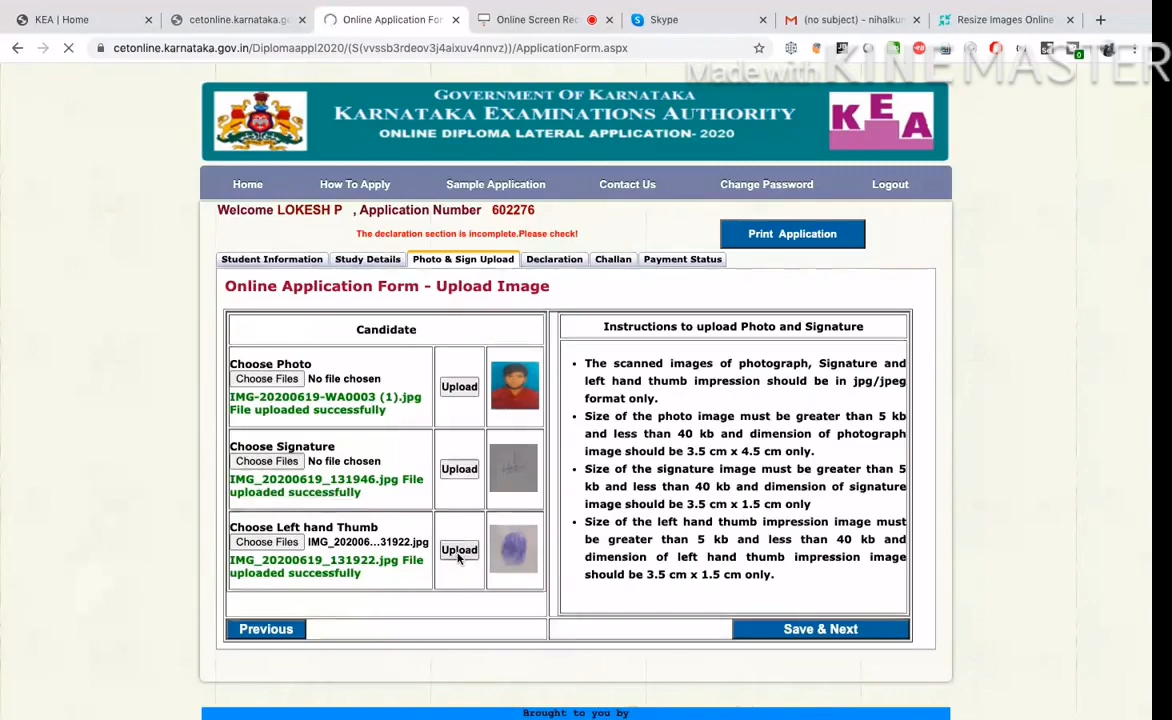 KEA | Home
cetonline.karnataka.gov.in
Online Application For
Online Screen Rec
Skype
(no subject) - nihalkun
Resize Images Online
cetonline.karnataka.gov.in/Diplomaappl2020/(S(vvssb3rdeov3j4aixuv4nnvz))/ApplicationForm.aspx
Made with KINEMASTER
GOVERNMENT OF KARNATAKA
KARNATAKA EXAMINATIONS AUTHORITY
ONLINE DIPLOMA LATERAL APPLICATION- 2020
KEA
Home How To Apply Sample Application Contact Us Change Password Logout
Welcome LOKESH P , Application Number 602276
The declaration section is incomplete.Please check!
Print Application
Student Information Study Details Photo & Sign Upload Declaration Challan Payment Status
Online Application Form - Upload Image
Candidate
Choose Photo
Choose Files No file chosen
IMG-20200619-WA0003 (1).jpg
File uploaded successfully
Upload
Choose Signature
Choose Files No file chosen
IMG_20200619_131946.jpg File
uploaded successfully
Upload
Choose Left hand Thumb
Choose Files IMG_202006...31922.jpg
IMG_20200619_131922.jpg File
uploaded successfully
Upload
Instructions to upload Photo and Signature
• The scanned images of photograph, Signature and
left hand thumb impression should be in jpg/jpeg
format only.
• Size of the photo image must be greater than 5 kb
and less than 40 kb and dimension of photograph
image should be 3.5 cm x 4.5 cm only.
• Size of the signature image must be greater than 5
kb and less than 40 kb and dimension of signature
image should be 3.5 cm x 1.5 cm only
• Size of the left hand thumb impression image must
be greater than 5 kb and less than 40 kb and
dimension of left hand thumb impression image
should be 3.5 cm x 1.5 cm only.
Previous
Save & Next
Brought to you by